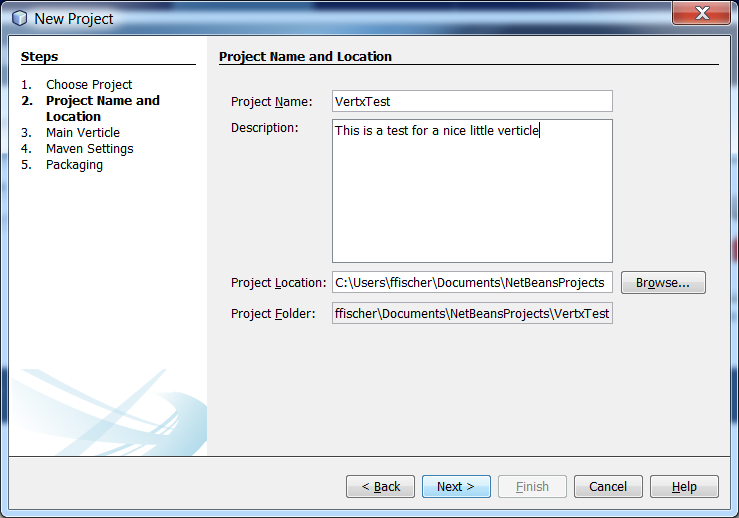 New Project
Steps
1. Choose Project
2. Project Name and
Location
3. Main Verticle
4. Maven Settings
5. Packaging
Project Name and Location
Project Name: VertxTest
Description: This is a test for a nice little verticle
Project Location: C:\Users\ffischer\Documents\NetBeansProjects Browse...
Project Folder: ffischer\Documents\NetBeansProjects\VertxTest
< Back Next > Finish Cancel Help